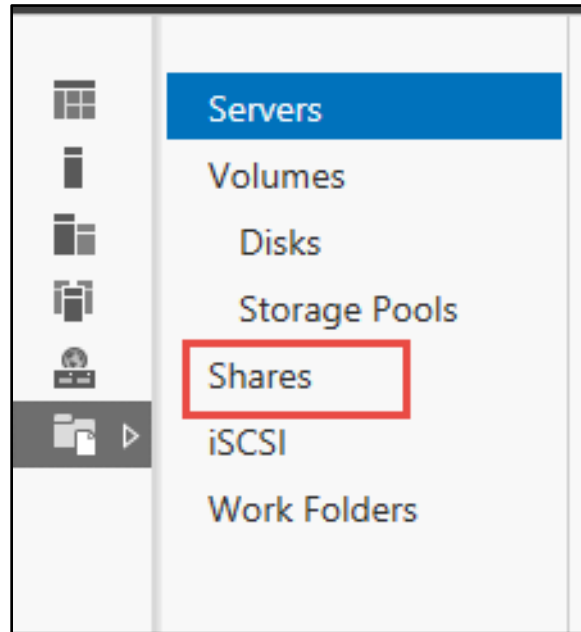 Servers
Volumes
Disks
Storage Pools
Shares
iSCSI
Work Folders